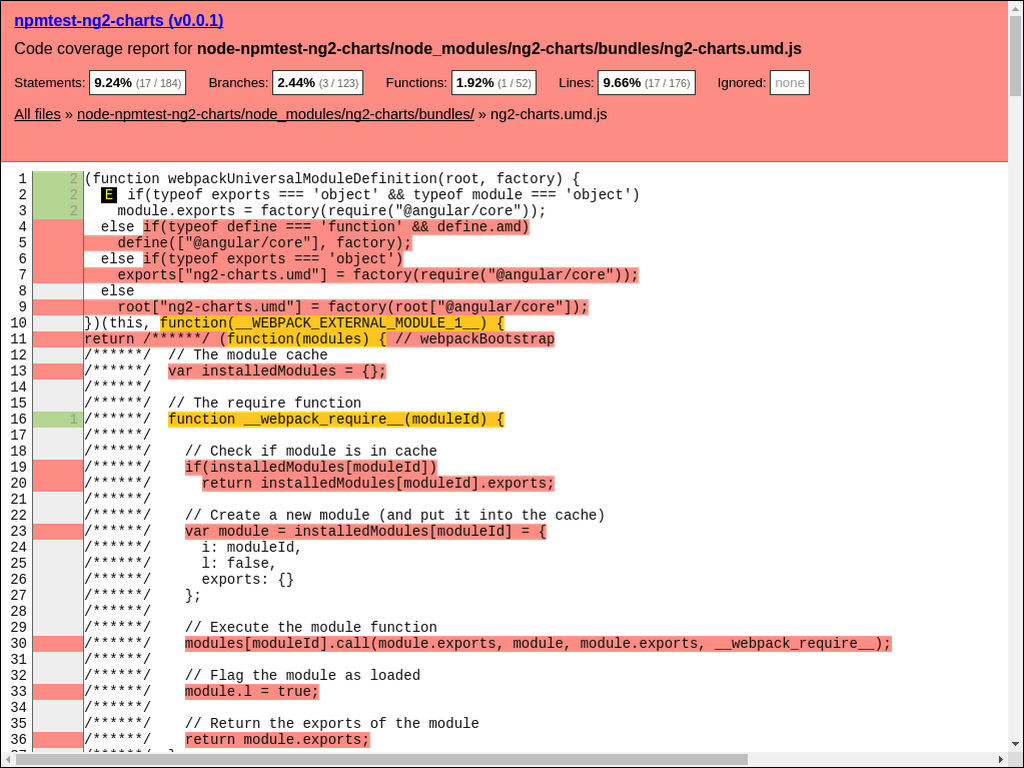 npmtest-ng2-charts (v0.0.1)
Code coverage report for node-npmtest-ng2-charts/node_modules/ng2-charts/bundles/ng2-charts.umd.js
Statements: 9.24% (17 / 184) Branches: 2.44% (3 / 123) Functions: 1.92% (1 / 52) Lines: 9.66% (17 / 176) Ignored: none
All files » node-npmtest-ng2-charts/node_modules/ng2-charts/bundles/ » ng2-charts.umd.js
1 2 (function webpackUniversalModuleDefinition(root, factory) {
2 2 E if(typeof exports === 'object' && typeof module === 'object')
3 2 module.exports = factory(require("@angular/core"));
4 else if(typeof define === 'function' && define.amd)
5 define(["@angular/core"], factory);
6 else if(typeof exports === 'object')
7 exports["ng2-charts.umd"] = factory(require("@angular/core"));
8 else
9 root["ng2-charts.umd"] = factory(root["@angular/core"]);
10 })(this, function(__WEBPACK_EXTERNAL_MODULE_1__) {
11 return /******/ (function(modules) { // webpackBootstrap
12 /******/ // The module cache
13 /******/ var installedModules = {};
14 /******/
15 /******/ // The require function
16 1 /******/ function __webpack_require__(moduleId) {
17 /******/
18 /******/ // Check if module is in cache
19 /******/ if(installedModules[moduleId])
20 /******/ return installedModules[moduleId].exports;
21 /******/
22 /******/ // Create a new module (and put it into the cache)
23 /******/ var module = installedModules[moduleId] = {
24 /******/ i: moduleId,
25 /******/ l: false,
26 /******/ exports: {}
27 /******/ };
28 /******/
29 /******/ // Execute the module function
30 /******/ modules[moduleId].call(module.exports, module, module.exports, __webpack_require__);
31 /******/
32 /******/ // Flag the module as loaded
33 /******/ module.l = true;
34 /******/
35 /******/ // Return the exports of the module
36 /******/ return module.exports;